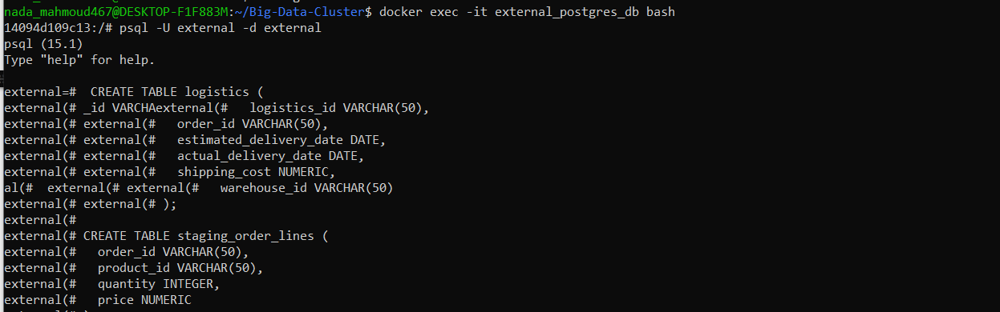 nada_mahmoud467@DESKTOP-F1F883M:~/Big-Data-Cluster$ docker exec -it external_postgres_db bash
14094d109c13:/# psql -U external -d external
psql (15.1)
Type "help" for help.

external=#  CREATE TABLE logistics (
external(# _id VARCHAexternal(#   logistics_id VARCHAR(50),
external(# external(#   order_id VARCHAR(50),
external(# external(#   estimated_delivery_date DATE,
external(# external(#   actual_delivery_date DATE,
external(# external(#   shipping_cost NUMERIC,
al(#  external(# external(#   warehouse_id VARCHAR(50)
external(# external(# );
external(#
external(# CREATE TABLE staging_order_lines (
external(#   order_id VARCHAR(50),
external(#   product_id VARCHAR(50),
external(#   quantity INTEGER,
external(#   price NUMERIC